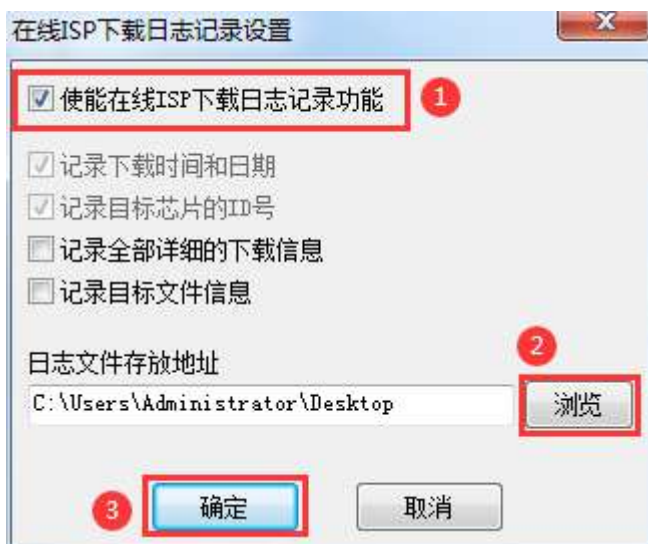 在线ISP下载日志记录设置
使能在线ISP下载日志记录功能 1
记录下载时间和日期
记录目标芯片的ID号
记录全部详细的下载信息
记录目标文件信息
2
日志文件存放地址
C:\Users\Administrator\Desktop 浏览
3 确定 取消